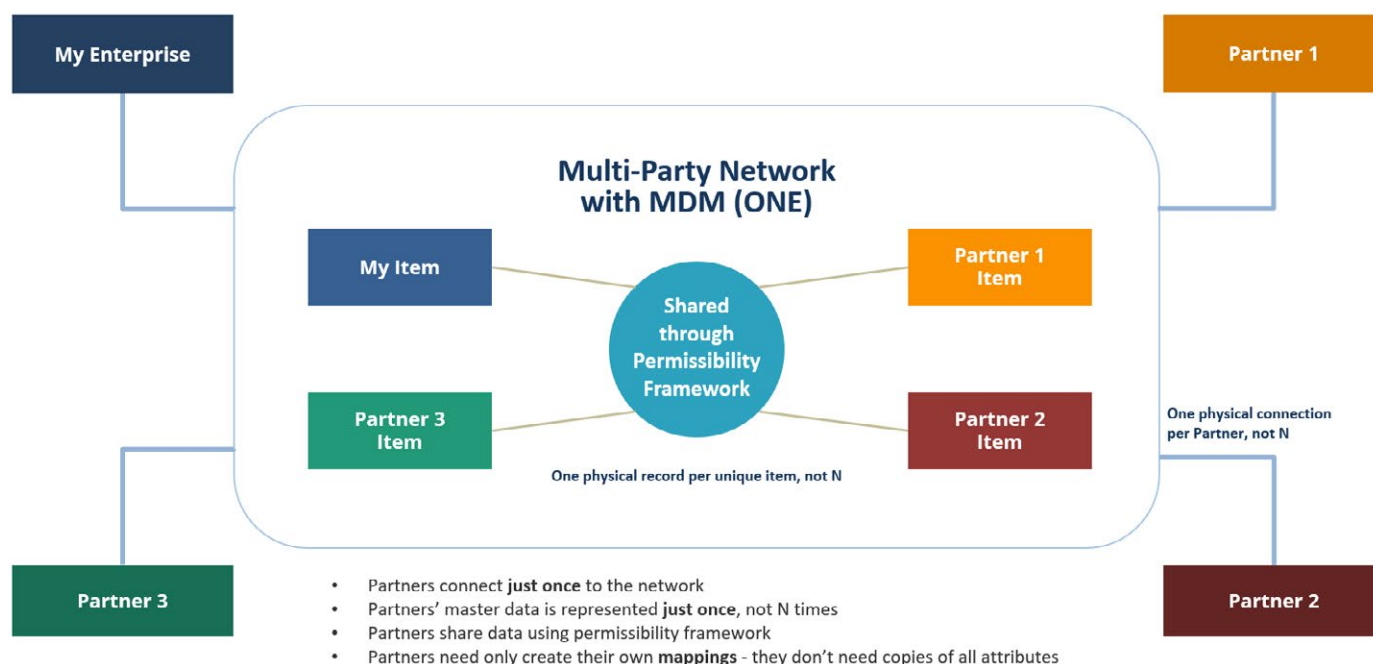 My Enterprise
Partner 1
Multi-Party Network
with MDM (ONE)
My Item
Partner 1
Item
Shared
through
Permissibility
Framework
Partner 3
Item
Partner 2
Item
One physical connection
per Partner, not N
One physical record per unique item, not N
Partner 3
Partner 2
• Partners connect just once to the network
• Partners’ master data is represented just once, not N times
• Partners share data using permissibility framework
• Partners need only create their own mappings - they don’t need copies of all attributes